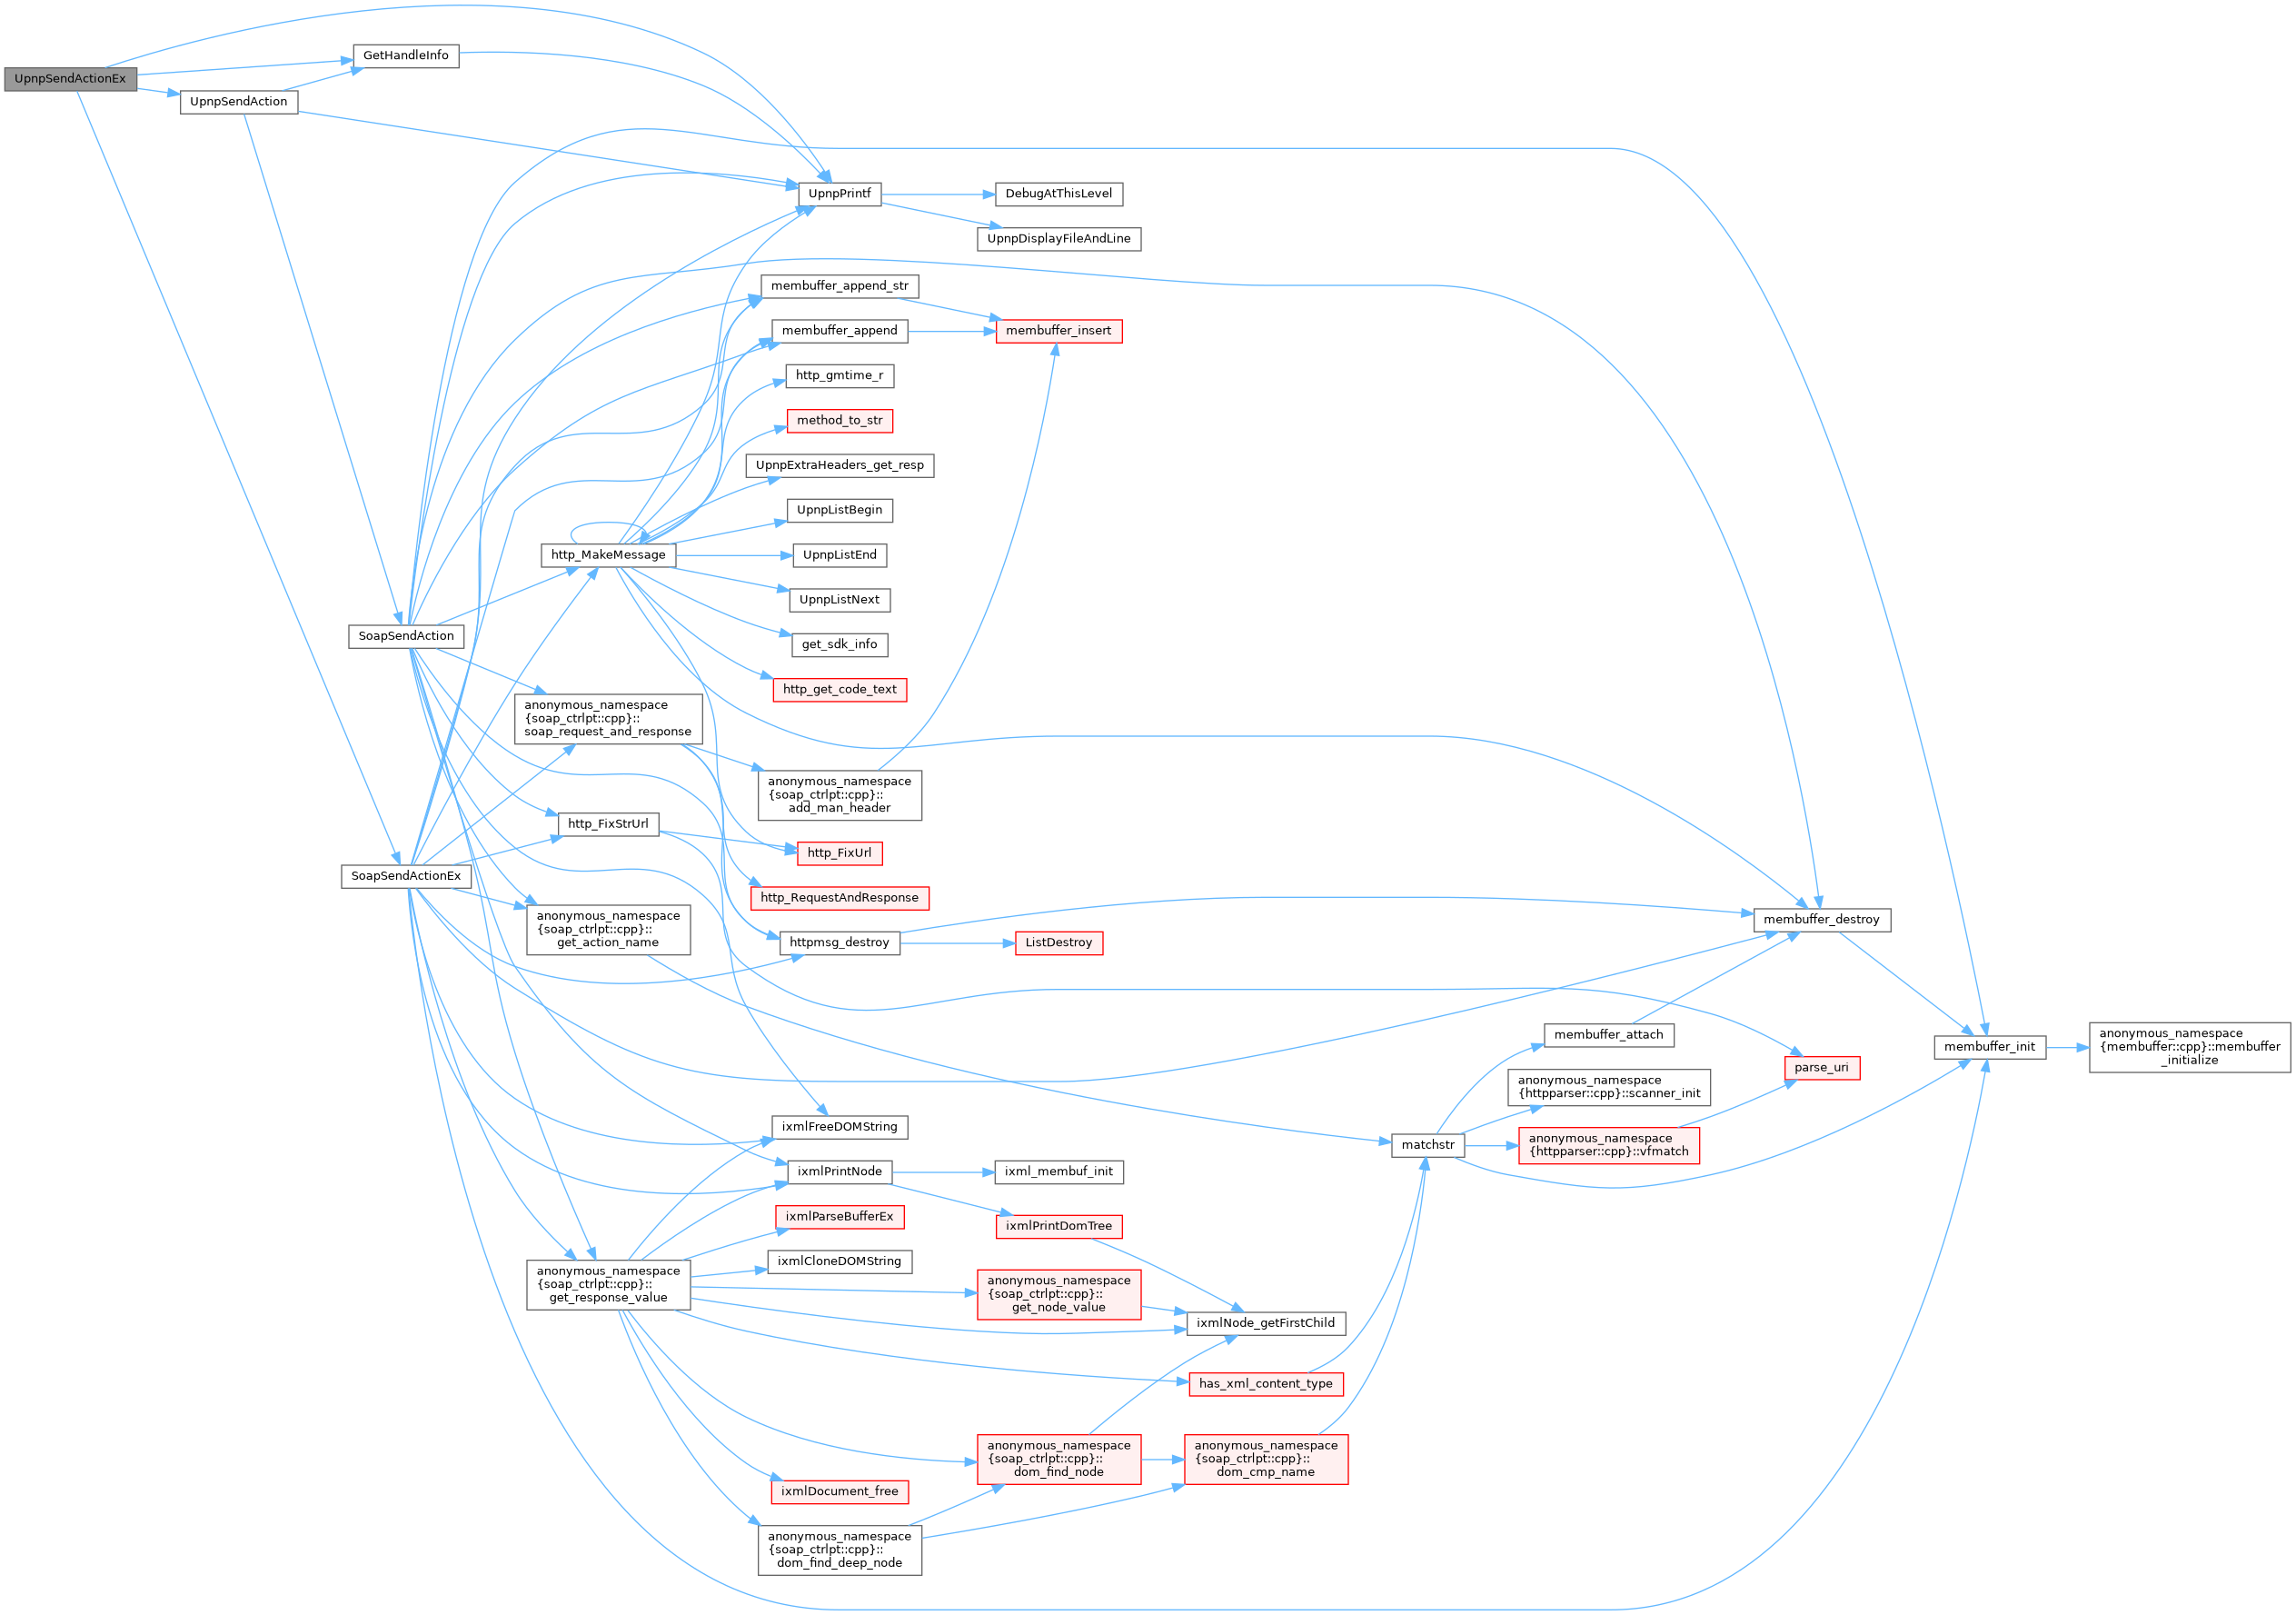 UpnpSendActionEx
GetHandleInfo
UpnpSendAction
UpnpPrintf
DebugAtThisLevel
UpnpDisplayFileAndLine
membuffer_append_str
membuffer_append
membuffer_insert
http_gmtime_r
method_to_str
UpnpExtraHeaders_get_resp
UpnpListBegin
http_MakeMessage
UpnpListEnd
UpnpListNext
SoapSendAction
get_sdk_info
http_get_code_text
anonymous_namespace
{soap_ctrlpt::cpp}::
soap_request_and_response
anonymous_namespace
{soap_ctrlpt::cpp}::
add_man_header
http_FixStrUrl
http_FixUrl
SoapSendActionEx
http_RequestAndResponse
anonymous_namespace
{soap_ctrlpt::cpp}::
get_action_name
httpmsg_destroy
ListDestroy
membuffer_destroy
membuffer_attach
membuffer_init
anonymous_namespace
{membuffer::cpp}::membuffer
_initialize
parse_uri
anonymous_namespace
{httpparser::cpp}::scanner_init
matchstr
anonymous_namespace
{httpparser::cpp}::vfmatch
ixmlFreeDOMString
ixmlPrintNode
ixml_membuf_init
ixmlParseBufferEx
ixmlPrintDomTree
ixmlCloneDOMString
anonymous_namespace
{soap_ctrlpt::cpp}::
get_response_value
anonymous_namespace
{soap_ctrlpt::cpp}::
get_node_value
ixmlNode_getFirstChild
has_xml_content_type
anonymous_namespace
{soap_ctrlpt::cpp}::
dom_find_node
anonymous_namespace
{soap_ctrlpt::cpp}::
dom_cmp_name
ixmlDocument_free
anonymous_namespace
{soap_ctrlpt::cpp}::
dom_find_deep_node